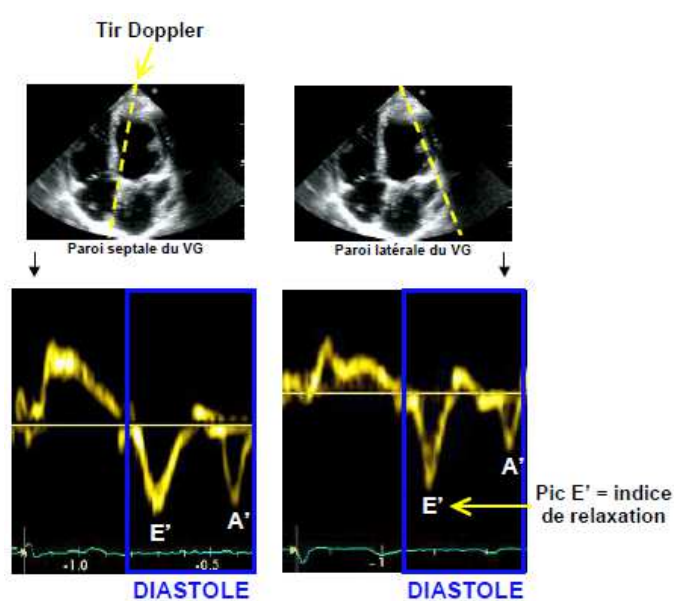 Tir Doppler
Paroi septale du VG
Paroi latérale du VG
E'
A'
E'
A'
Pic E' = indice
de relaxation
-1.0
-0.5
-1
DIASTOLE
DIASTOLE